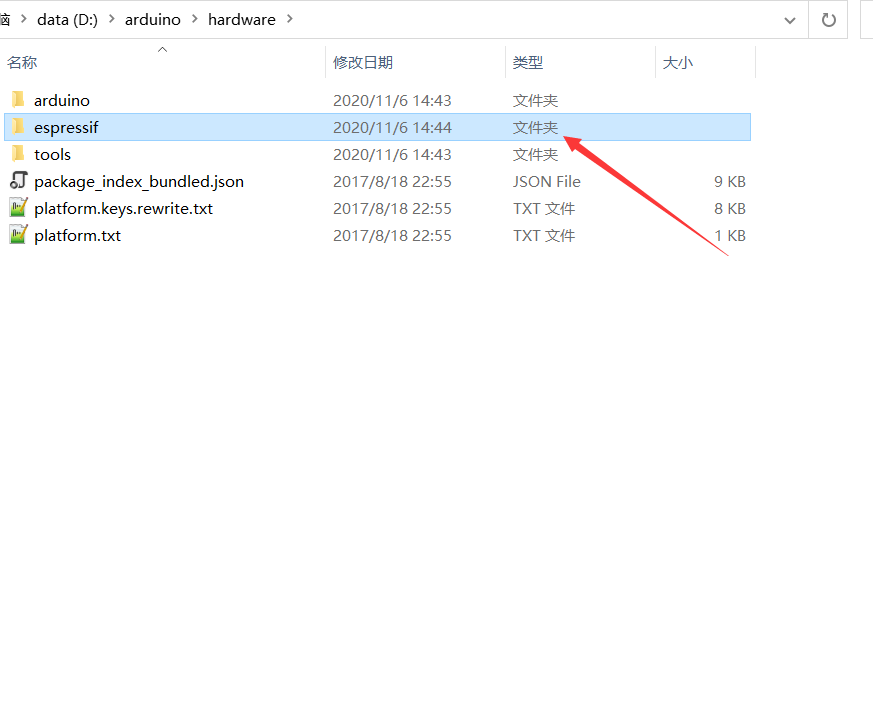 脑 > data (D:) > arduino > hardware >
名称 修改日期 类型 大小
arduino 2020/11/6 14:43 文件夹
espressif 2020/11/6 14:44 文件夹
tools 2020/11/6 14:43 文件夹
package_index_bundled.json 2017/8/18 22:55 JSON File 9 KB
platform.keys.rewrite.txt 2017/8/18 22:55 TXT 文件 8 KB
platform.txt 2017/8/18 22:55 TXT 文件 1 KB